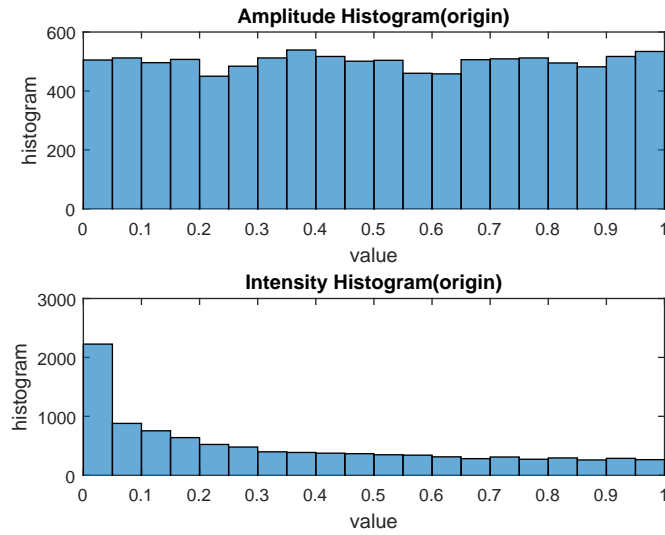 Amplitude Histogram(origin)
600
400
200
0
histogram
0 0.1 0.2 0.3 0.4 0.5 0.6 0.7 0.8 0.9 1
value
Intensity Histogram(origin)
3000
2000
1000
0
histogram
0 0.1 0.2 0.3 0.4 0.5 0.6 0.7 0.8 0.9 1
value